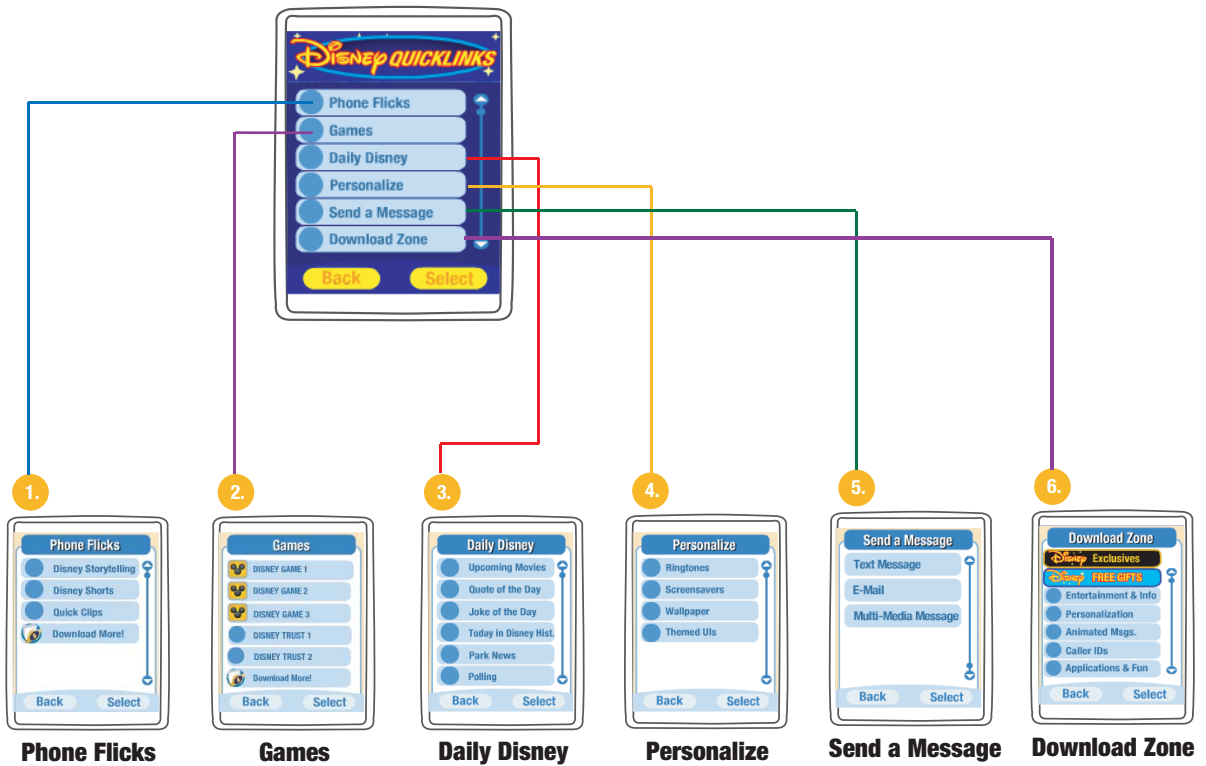 Disney QUICKLINKS
Phone Flicks
Games
Daily Disney
Personalize
Send a Message
Download Zone
Back Select
1.
2.
3.
4.
5.
6.
Phone Flicks
Disney Storytelling
Disney Shorts
Quick Clips
Download More!
Back Select
Phone Flicks
Games
DISNEY GAME 1
DISNEY GAME 2
DISNEY GAME 3
DISNEY TRUST 1
DISNEY TRUST 2
Download More!
Back Select
Games
Daily Disney
Upcoming Movies
Quote of the Day
Joke of the Day
Today in Disney Hist.
Park News
Polling
Back Select
Daily Disney
Personalize
Ringtones
Screensavers
Wallpaper
Themed UIs
Back Select
Personalize
Send a Message
Text Message
E-Mail
Multi-Media Message
Back Select
Send a Message
Download Zone
Disney Exclusives
Disney FREE GIFTS
Entertainment & Info
Personalization
Animated Msgs.
Caller IDs
Applications & Fun
Back Select
Download Zone